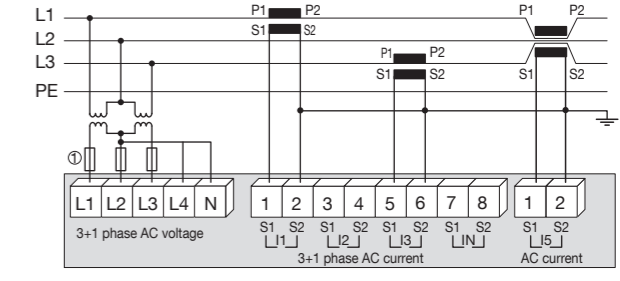 L1 P1 P2 P1 P2
S1 S2
L2
L3 P1 P2
S1 S2 S1 S2
PE
①
L1 L2 L3 L4 N 1 2 3 4 5 6 7 8 1 2
S1 S2 S1 S2 S1 S2 S1 S2 S1 S2
I1 I2 I3 IN I5
3+1 phase AC voltage
3+1 phase AC current AC current